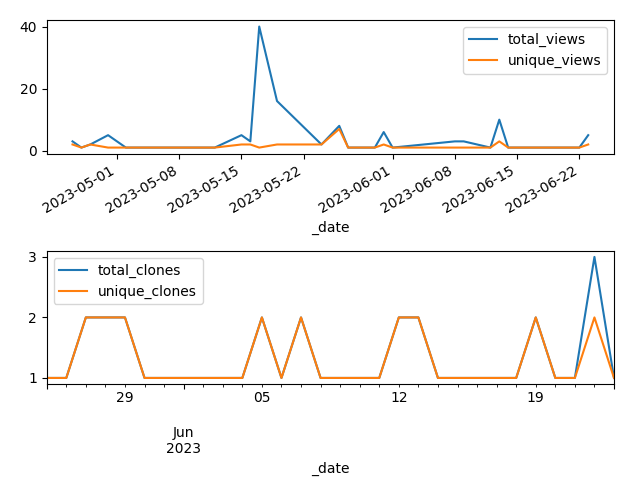 40
20
0
total_views
unique_views
2023-05-01
2023-05-08
2023-05-15
2023-05-22
2023-06-01
2023-06-08
2023-06-15
2023-06-22
_date
3
2
1
total_clones
unique_clones
29
05
12
19
Jun
2023
_date